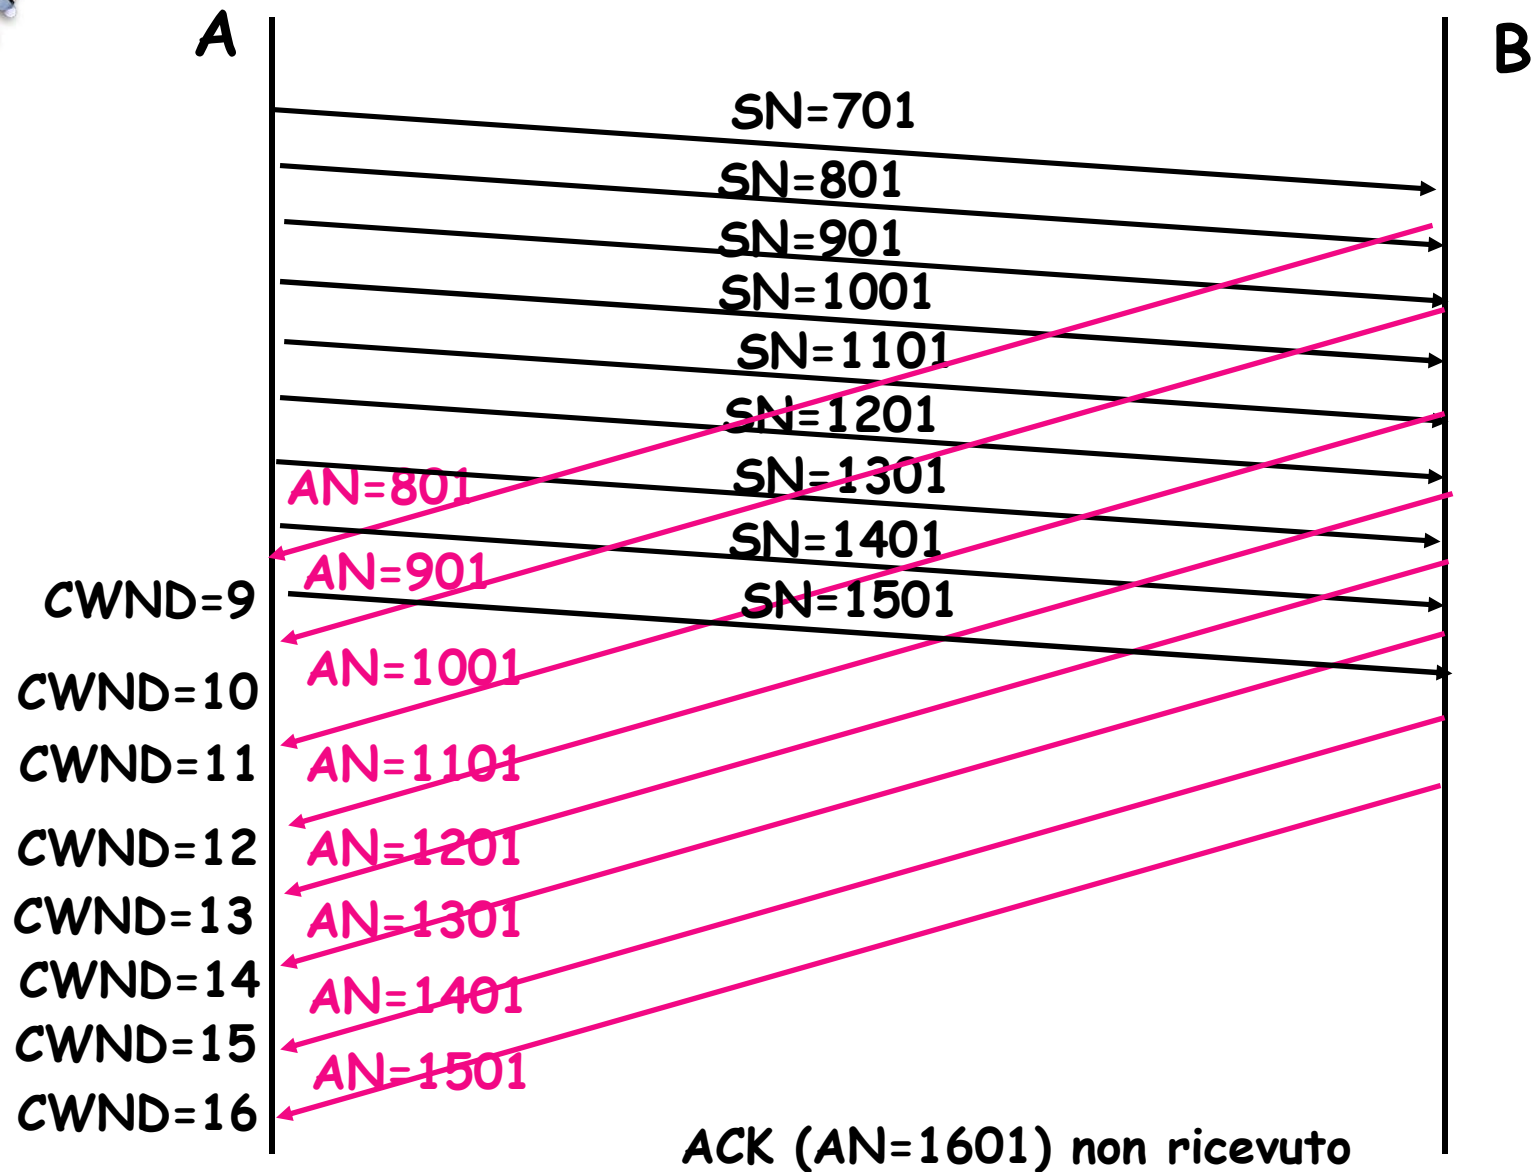 A
B
SN=701
SN=801
SN=901
SN=1001
SN=1101
SN=1201
SN=1301
AN=801
SN=1401
AN=901
CWND=9
SN=1501
AN=1001
CWND=10
CWND=11
AN=1101
CWND=12
AN=1201
CWND=13
AN=1301
CWND=14
AN=1401
CWND=15
AN=1501
CWND=16
ACK (AN=1601) non ricevuto